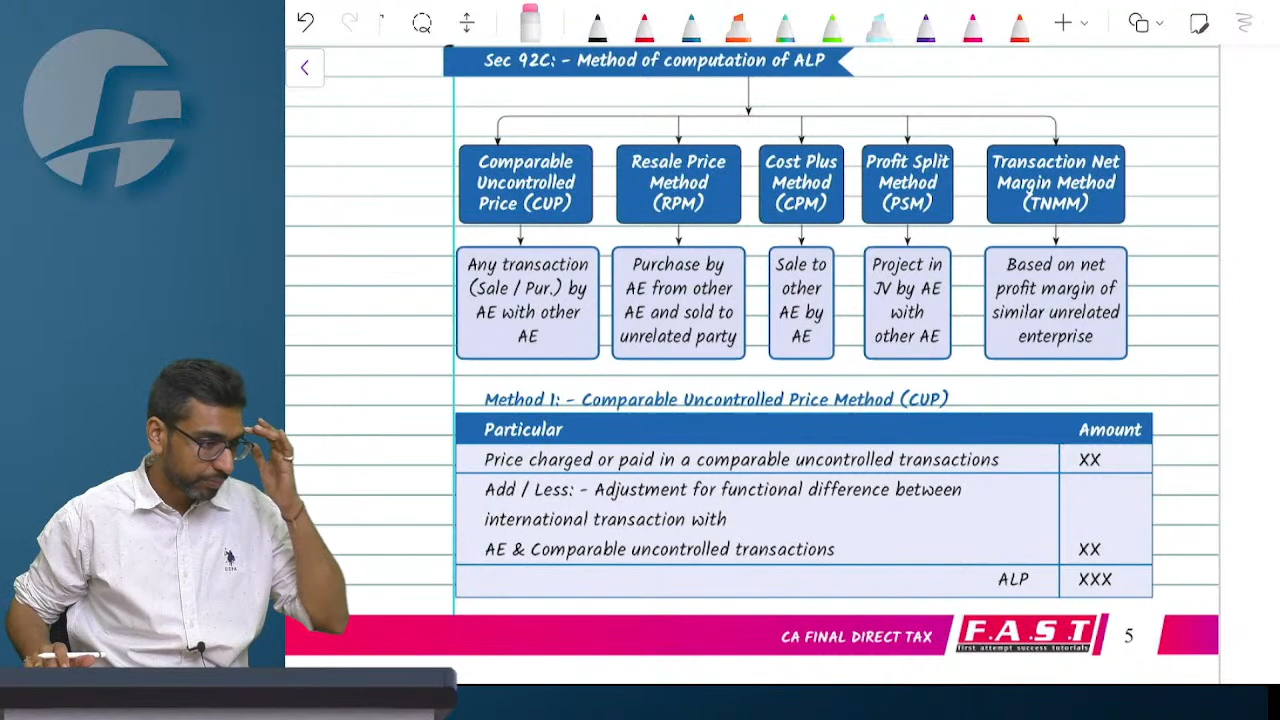 Sec 92C: - Method of computation of ALP
Comparable
Uncontrolled
Price (CUP)
Resale Price
Method
(RPM)
Cost Plus
Method
(CPM)
Profit Split
Method
(PSM)
Transaction Net
Margin Method
(TNMM)
Any transaction
(Sale / Pur.) by
AE with other
AE
Purchase by
AE from other
AE and sold to
unrelated party
Sale to
other
AE by
AE
Project in
JV by AE
with
other AE
Based on net
profit margin of
similar unrelated
enterprise
Method 1: - Comparable Uncontrolled Price Method (CUP)
Particular Amount
Price charged or paid in a comparable uncontrolled transactions XX
Add / Less: - Adjustment for functional difference between
international transaction with
AE & Comparable uncontrolled transactions XX
ALP XXX
CA FINAL DIRECT TAX F.A.S.T 5
first attempt success tutorials
USPA